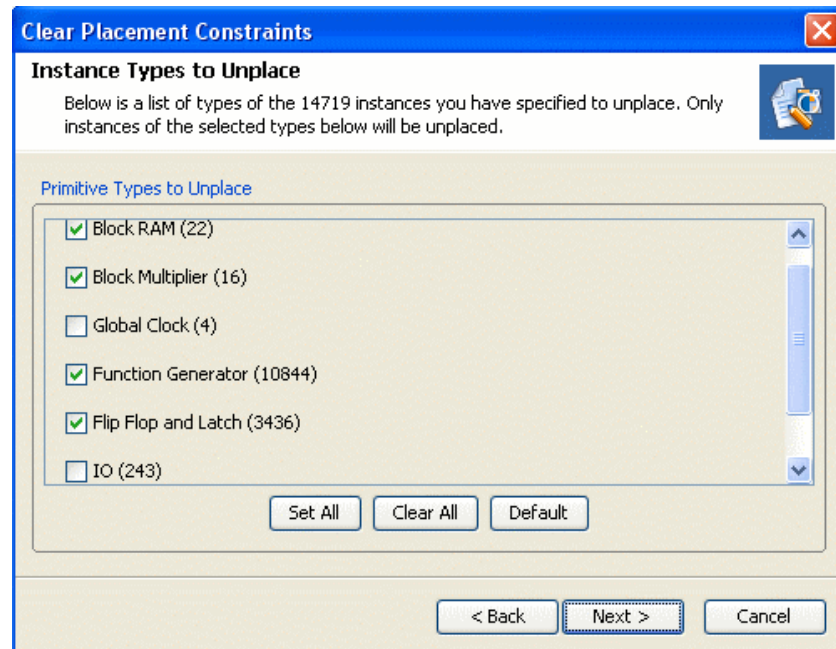 Clear Placement Constraints
Instance Types to Unplace
Below is a list of types of the 14719 instances you have specified to unplace. Only
instances of the selected types below will be unplaced.
Primitive Types to Unplace
Block RAM (22)
Block Multiplier (16)
Global Clock (4)
Function Generator (10844)
Flip Flop and Latch (3436)
IO (243)
Set All
Clear All
Default
< Back
Next >
Cancel